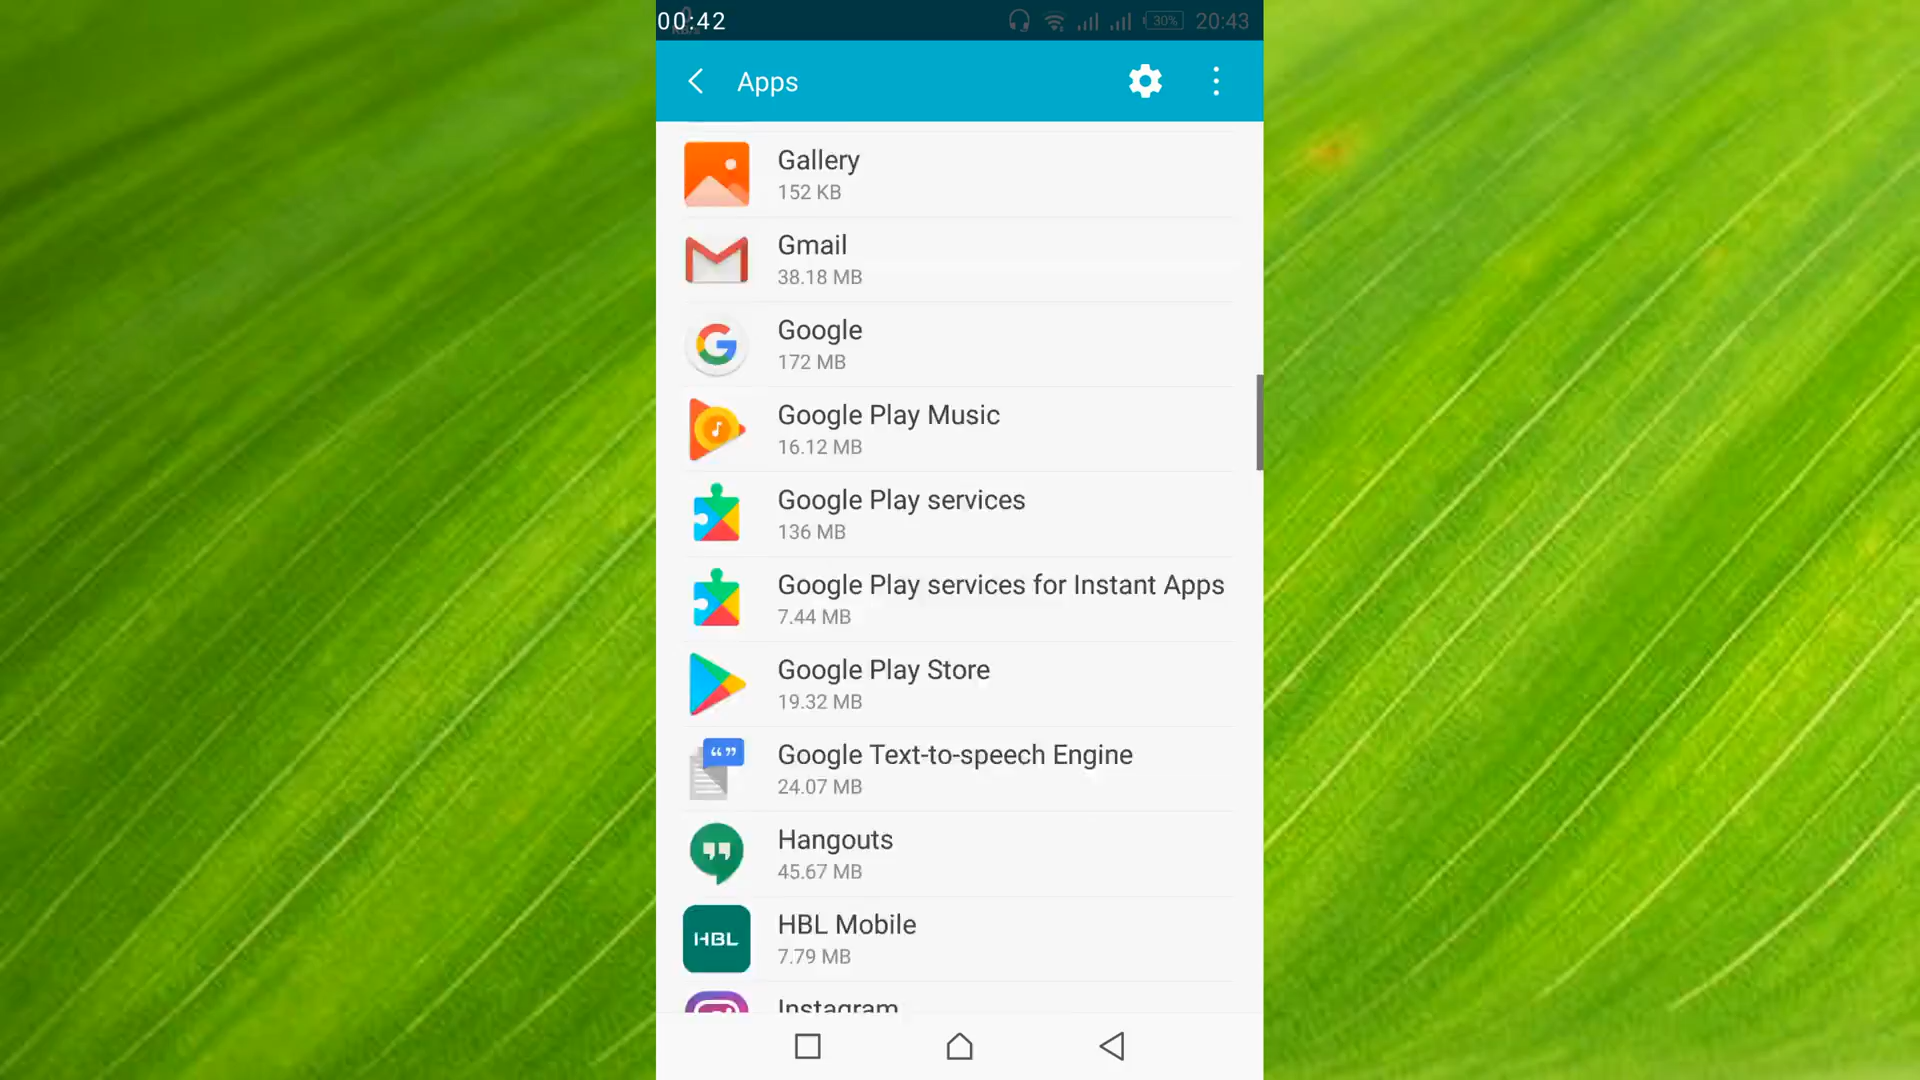 00:42 30% 20:43
Apps
Gallery
152 KB
Gmail
38.18 MB
Google
172 MB
Google Play Music
16.12 MB
Google Play services
136 MB
Google Play services for Instant Apps
7.44 MB
Google Play Store
19.32 MB
Google Text-to-speech Engine
24.07 MB
Hangouts
45.67 MB
HBL
HBL Mobile
7.79 MB
Instagram